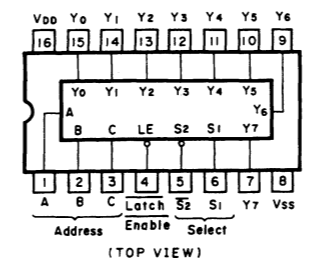 VDD Y0 Y1 Y2 Y3 Y4 Y5 Y6
16 15 14 13 12 11 10 9
Y0 Y1 Y2 Y3 Y4 Y5
A Y6
B C LE S2 S1 Y7
1 2 3 4 5 6 7 8
A B C Latch S2 S1 Y7 VSS
Address Enable Select
(TOP VIEW)